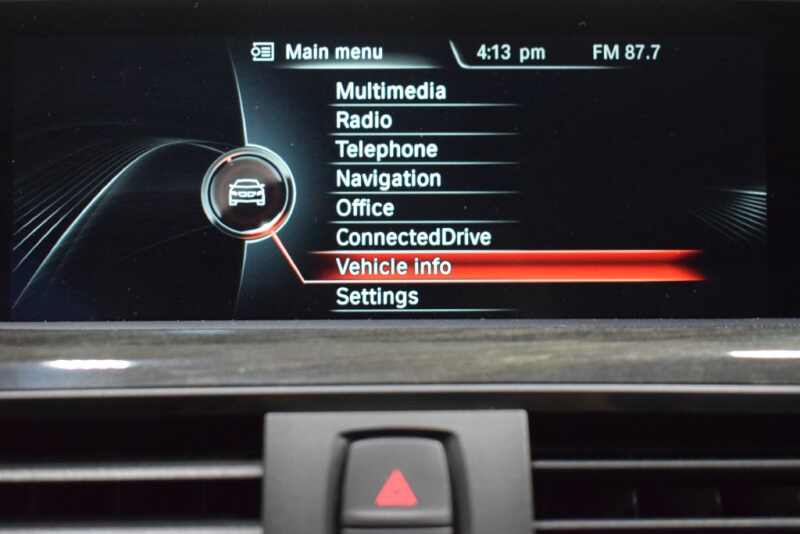 Main menu 4:13 pm FM 87.7
Multimedia
Radio
Telephone
Navigation
Office
ConnectedDrive
Vehicle info
Settings